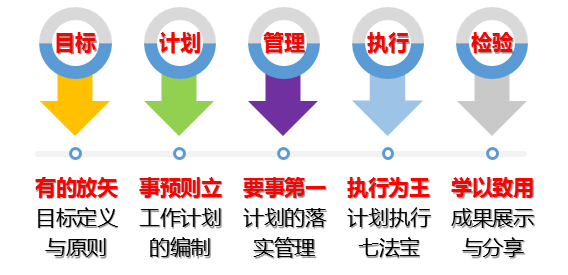 目标 计划 管理 执行 检验
有的放矢 事预则立 要事第一 执行为王 学以致用
目标定义 工作计划 计划的落 计划执行 成果展示
与原则 的编制 实管理 七法宝 与分享